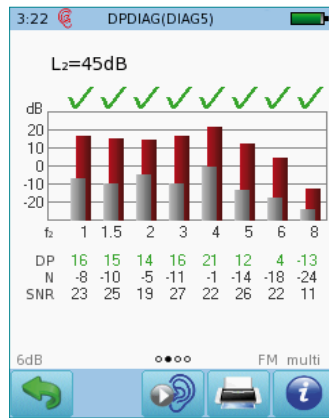 3:22 DPDIAG(DIAG5)
L₂=45dB
dB
20
10
0
-10
-20
f₂ 1 1.5 2 3 4 5 6 8
DP 16 15 14 16 21 12 4 -13
N -8 -10 -5 -11 -1 -14 -18 -24
SNR 23 25 19 27 22 26 22 11
6dB FM multi
i